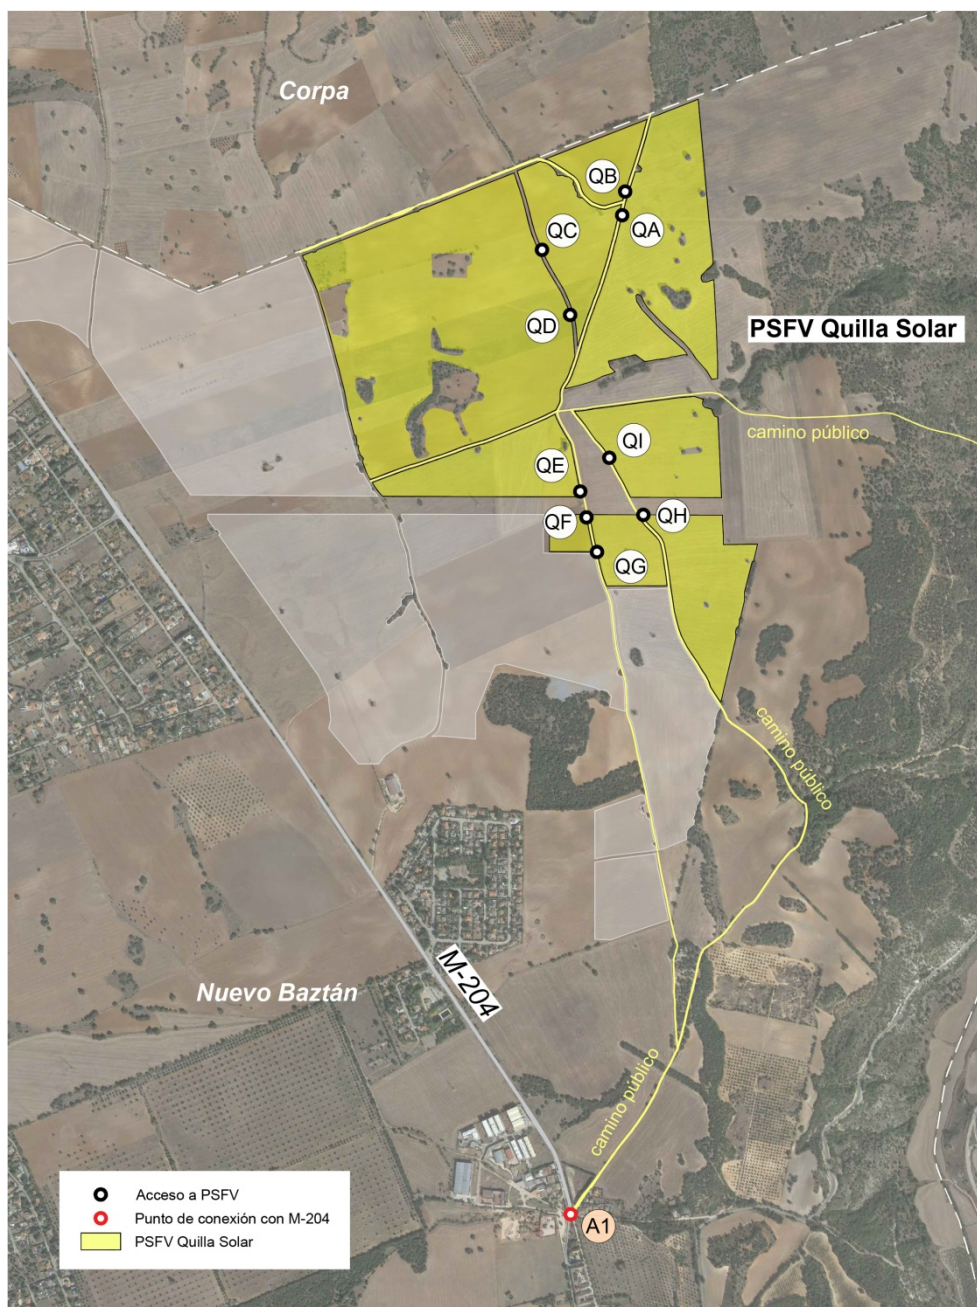 Corpa
QB
QA
QC
QD
PSFV Quilla Solar
camino público
QI
QE
QF
QH
QG
camino público
M-204
Nuevo Baztán
camino público
A1
Acceso a PSFV
Punto de conexión con M-204
PSFV Quilla Solar